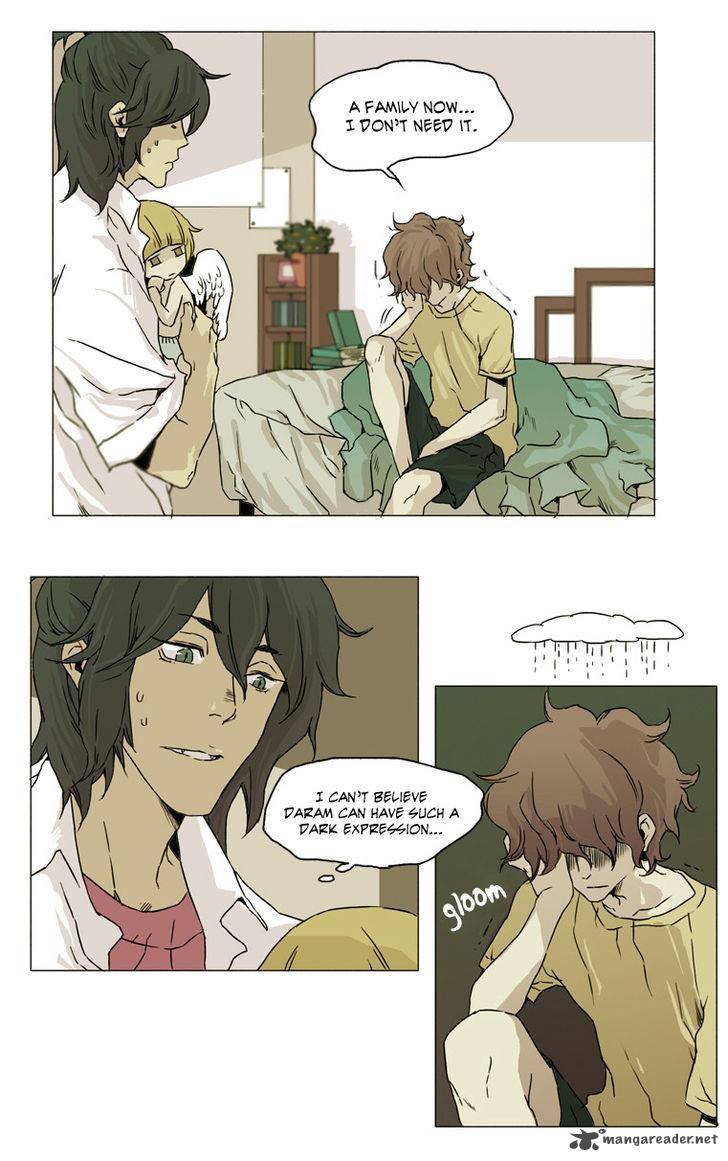 A FAMILY NOW...
I DON'T NEED IT.
I CAN'T BELIEVE
DARAM CAN HAVE SUCH A
DARK EXPRESSION...
gloom
mangareader.net